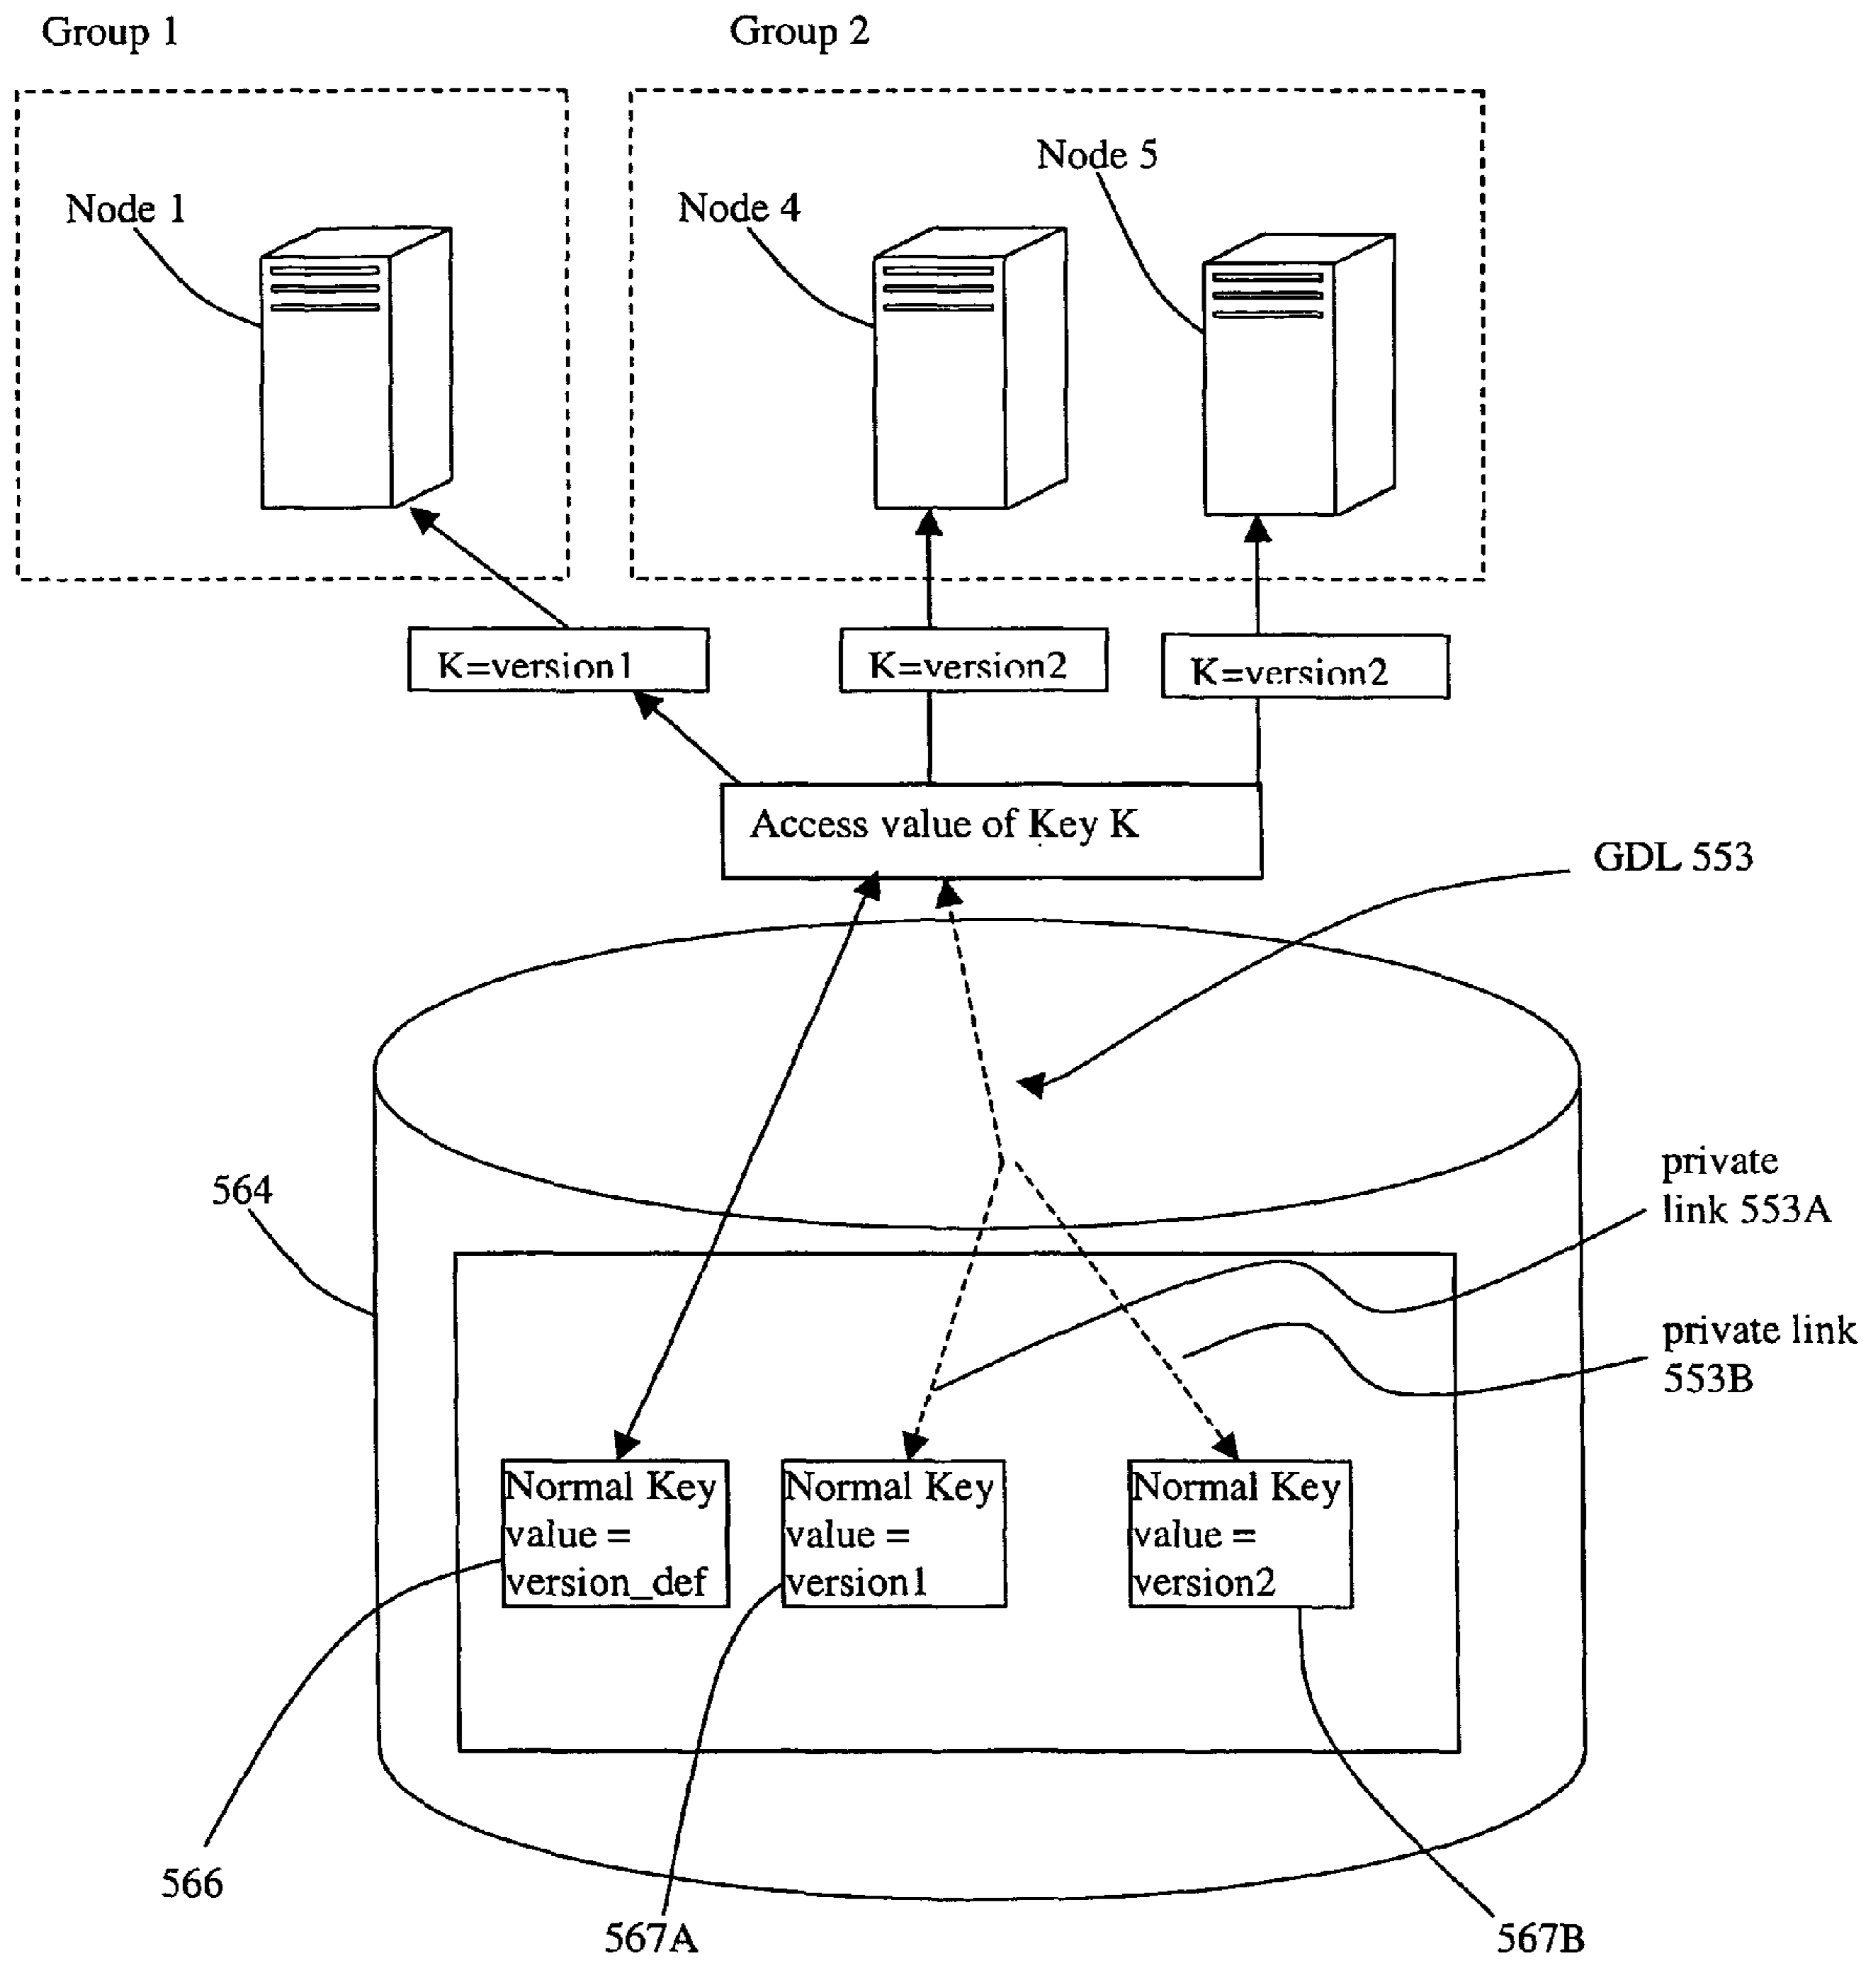 Group 1
Group 2
Node 5
Node 1
Node 4
K=version1
K=version2
K=version2
Access value of Key K
GDL 553
private
link 553A
564
private link
553B
Normal Key
value =
version_def
Normal Key
value =
version1
Normal Key
value =
version2
566
567A
567B